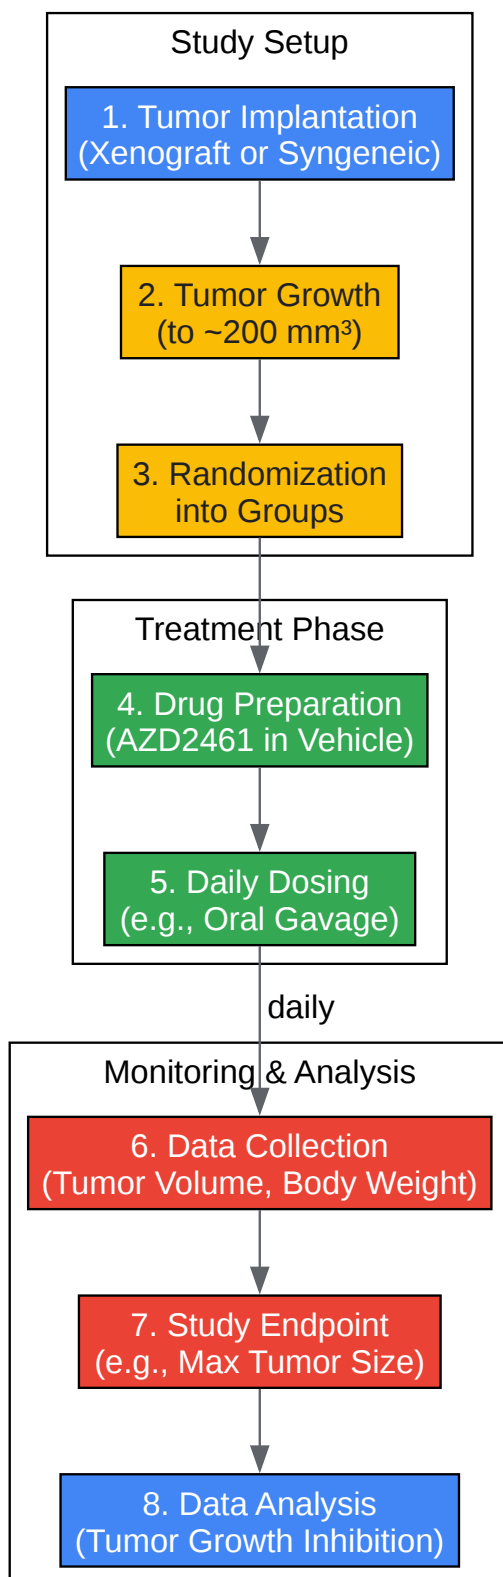 Study Setup
1. Tumor Implantation
(Xenograft or Syngeneic)
2. Tumor Growth
(to ~200 mm³)
3. Randomization
into Groups
Treatment Phase
4. Drug Preparation
(AZD2461 in Vehicle)
5. Daily Dosing
(e.g., Oral Gavage)
daily
Monitoring & Analysis
6. Data Collection
(Tumor Volume, Body Weight)
7. Study Endpoint
(e.g., Max Tumor Size)
8. Data Analysis
(Tumor Growth Inhibition)